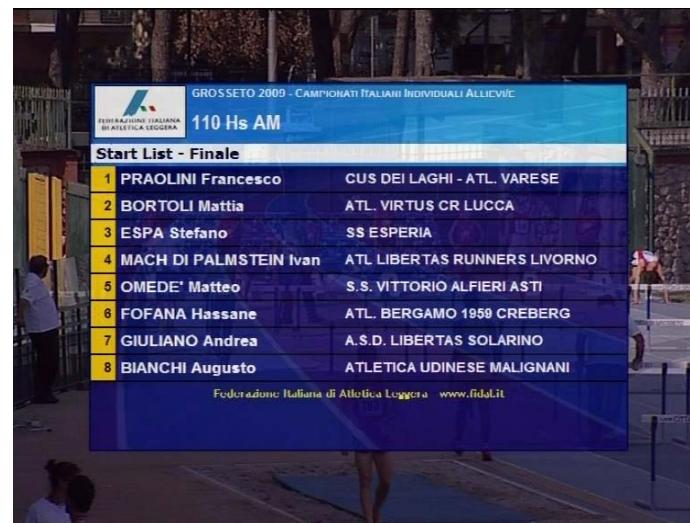 GROSSETO 2009 - CAMPIONATI ITALIANI INDIVIDUALI ALLIEVI/E
FEDERAZIONE ITALIANA
DI ATLETICA LEGGERA
110 Hs AM
Start List - Finale
1 PRAOLINI Francesco CUS DEI LAGHI - ATL. VARESE
2 BORTOLI Mattia ATL. VIRTUS CR LUCCA
3 ESPA Stefano SS ESPERIA
4 MACH DI PALMSTEIN Ivan ATL LIBERTAS RUNNERS LIVORNO
5 OMEDE' Matteo S.S. VITTORIO ALFIERI ASTI
6 FOFANA Hassane ATL. BERGAMO 1959 CREBERG
7 GIULIANO Andrea A.S.D. LIBERTAS SOLARINO
8 BIANCHI Augusto ATLETICA UDINESE MALIGNANI
Federazione Italiana di Atletica Leggera www.fidal.it